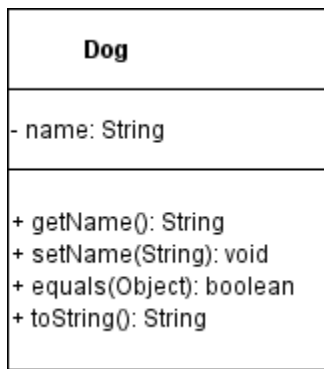 Dog
- name: String
+ getName(): String
+ setName(String): void
+ equals(Object): boolean
+ toString(): String